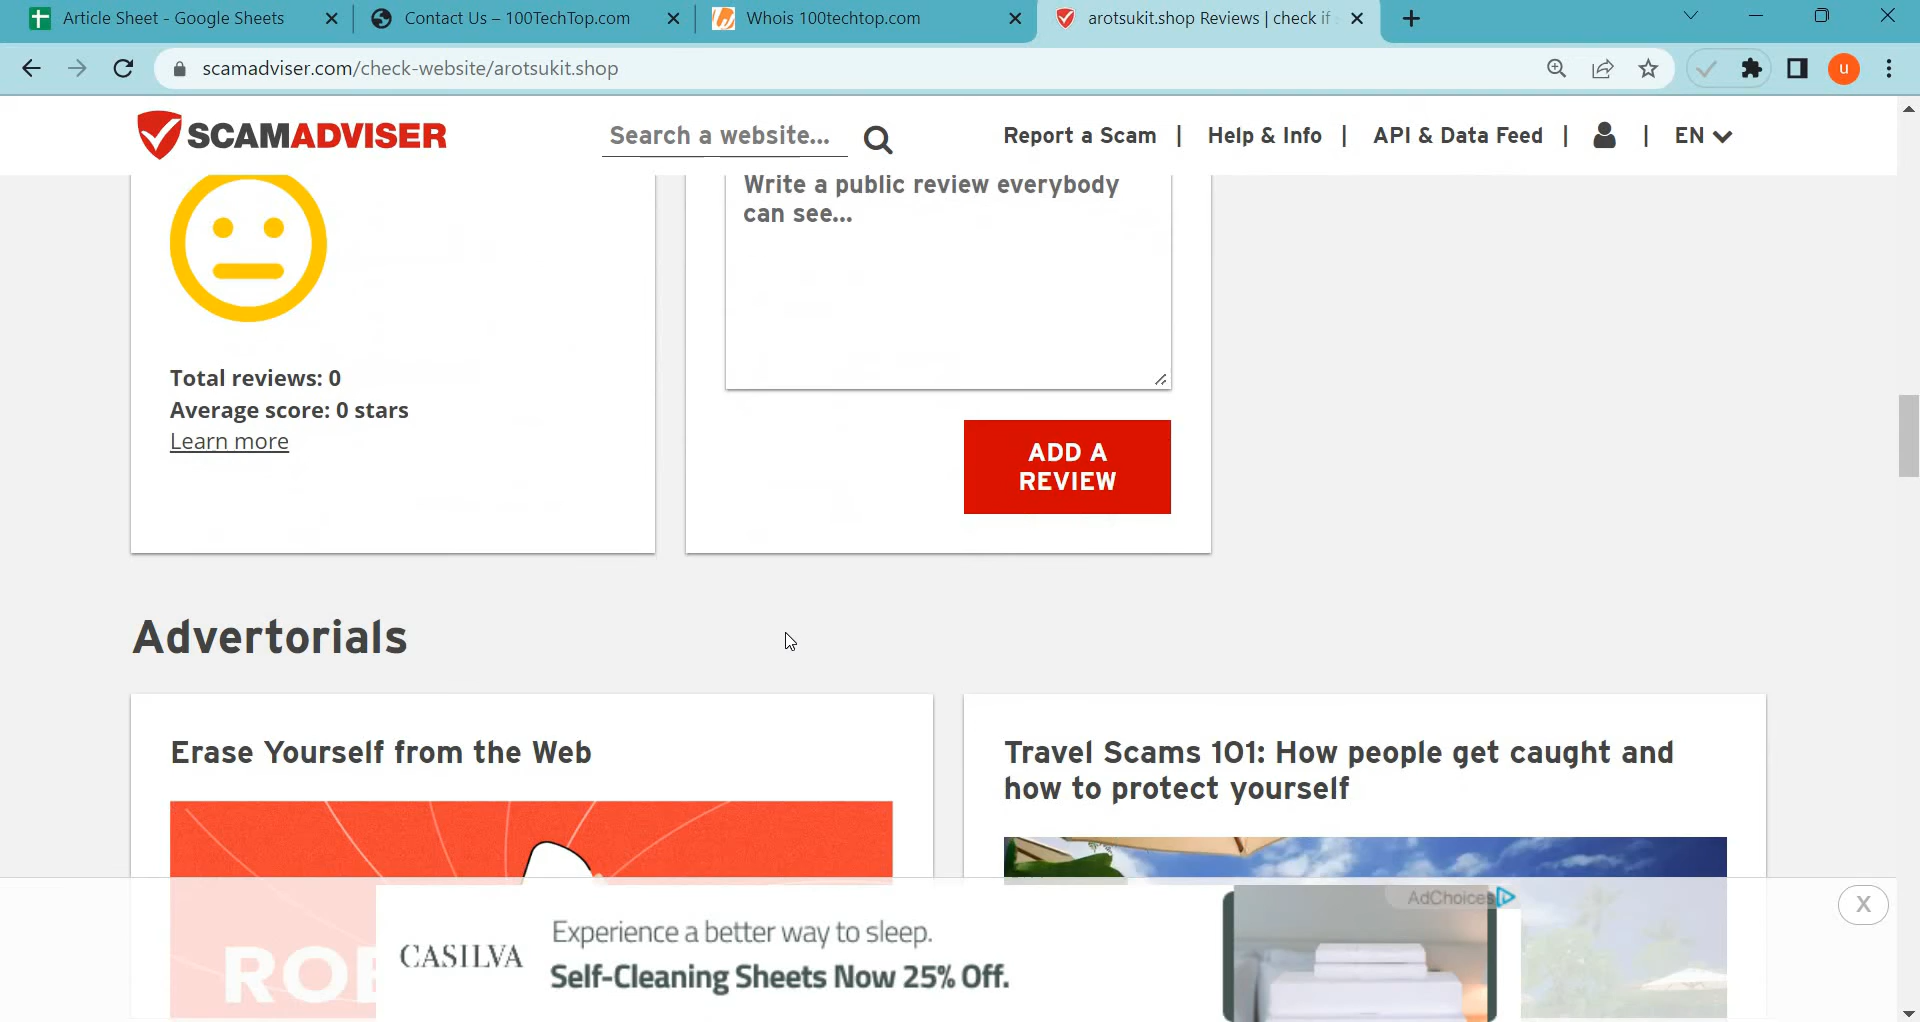 Article Sheet - Google Sheets
Contact Us – 100TechTop.com
Whois 100techtop.com
arotsukit.shop Reviews | check if
scamadviser.com/check-website/arotsukit.shop
u
SCAMADVISER
Search a website...
Report a Scam | Help & Info | API & Data Feed | | EN
Write a public review everybody
can see...
Total reviews: 0
Average score: 0 stars
Learn more
ADD A
REVIEW
Advertorials
Erase Yourself from the Web
Travel Scams 101: How people get caught and
how to protect yourself
AdChoices
X
Experience a better way to sleep.
CASILVA
Self-Cleaning Sheets Now 25% Off.